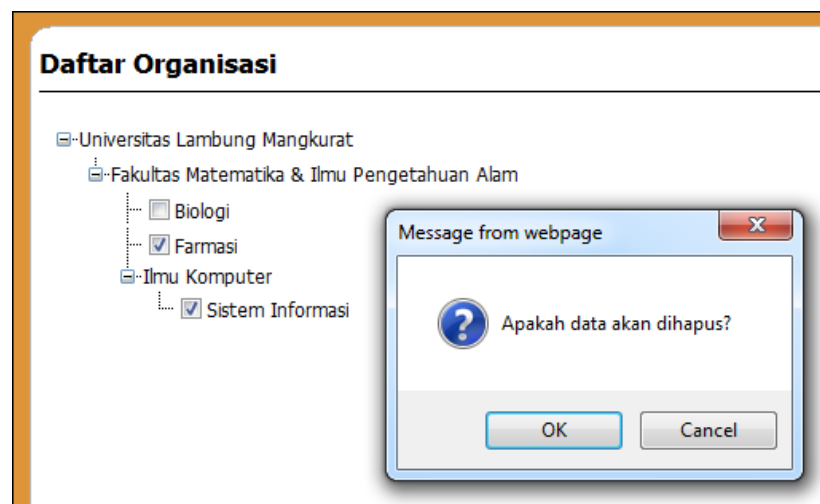 Daftar Organisasi
Universitas Lambung Mangkurat
Fakultas Matematika & Ilmu Pengetahuan Alam
Biologi
Farmasi
Ilmu Komputer
Sistem Informasi
Message from webpage
Apakah data akan dihapus?
OK
Cancel